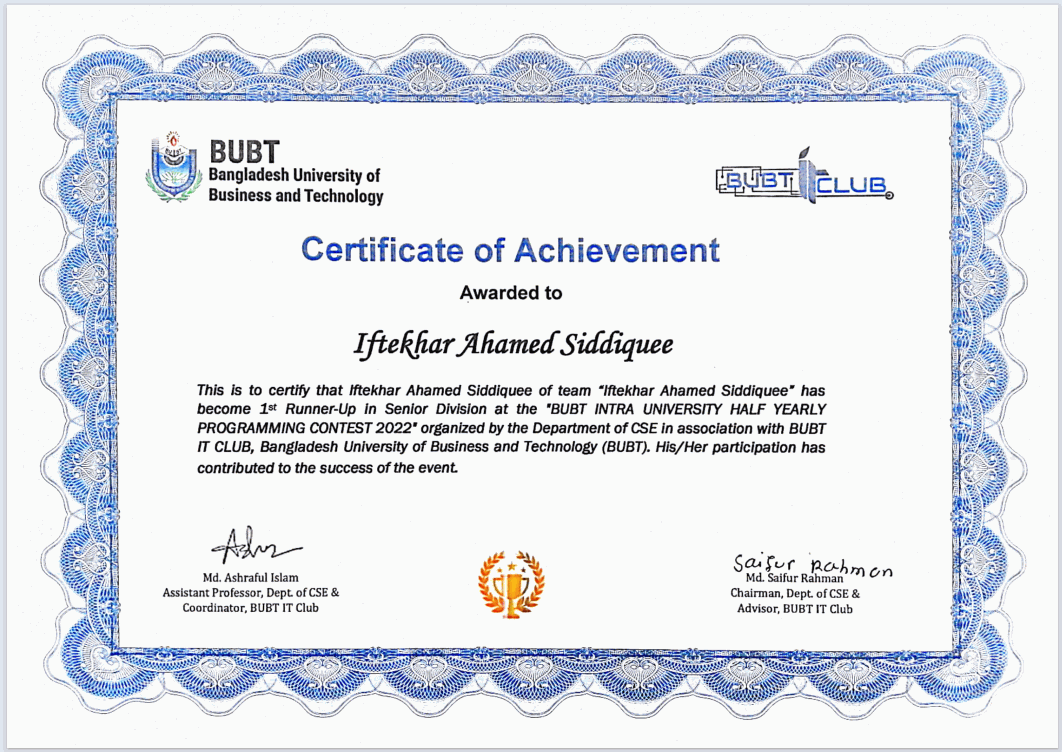 BUBT
Bangladesh University of
Business and Technology
BUBT IT CLUB
Certificate of Achievement
Awarded to
Iftekhar Ahamed Siddiquee
This is to certify that Iftekhar Ahamed Siddiquee of team "Iftekhar Ahamed Siddiquee" has
become 1st Runner-Up in Senior Division at the "BUBT INTRA UNIVERSITY HALF YEARLY
PROGRAMMING CONTEST 2022" organized by the Department of CSE in association with BUBT
IT CLUB, Bangladesh University of Business and Technology (BUBT). His/Her participation has
contributed to the success of the event.
Saifur Rahman
Md. Ashraful Islam
Assistant Professor, Dept. of CSE &
Coordinator, BUBT IT Club
Md. Saifur Rahman
Chairman, Dept. of CSE &
Advisor, BUBT IT Club